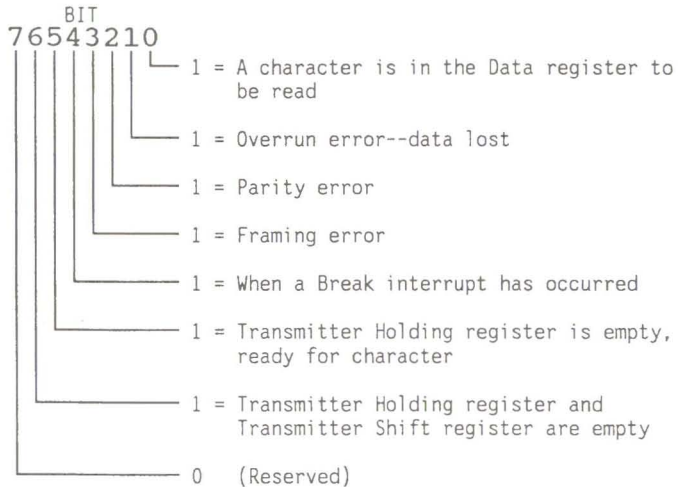 BIT
76543210
1 = A character is in the Data register to
be read
1 = Overrun error--data lost
1 = Parity error
1 = Framing error
1 = When a Break interrupt has occurred
1 = Transmitter Holding register is empty,
ready for character
1 = Transmitter Holding register and
Transmitter Shift register are empty
0 (Reserved)